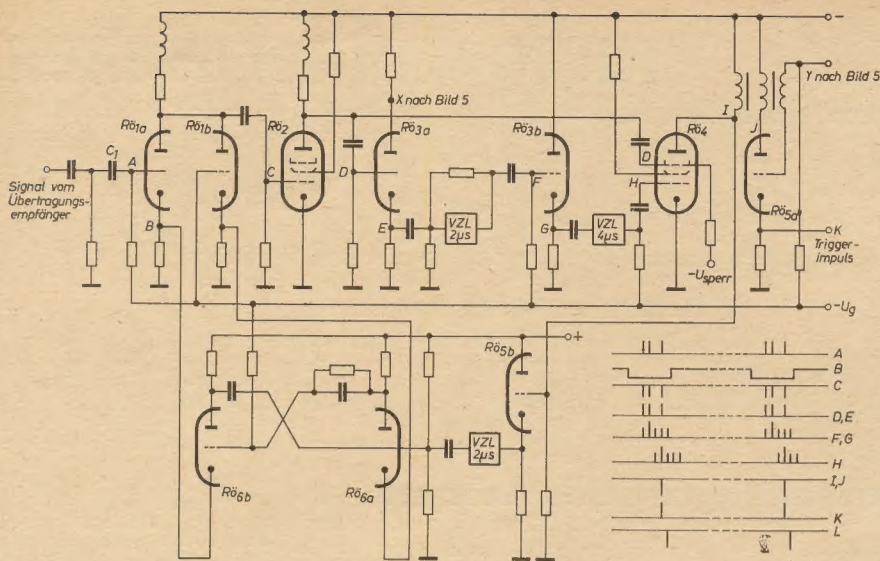 −
X nach Bild 5
Y nach Bild 5
Rö1a
Rö1b
Rö2
Rö3a
Rö3b
Rö4
I
J
C1
A
B
C
D
E
F
G
D
H
Rö5a
Signal vom
Übertragungs-
empfänger
VZL
2µs
VZL
4µs
-Usperr
K
Trigger-
impuls
-Ug
+
Rö5b
Rö6b
Rö6a
VZL
2µs
A
B
C
D,E
F,G
H
I,J
K
L